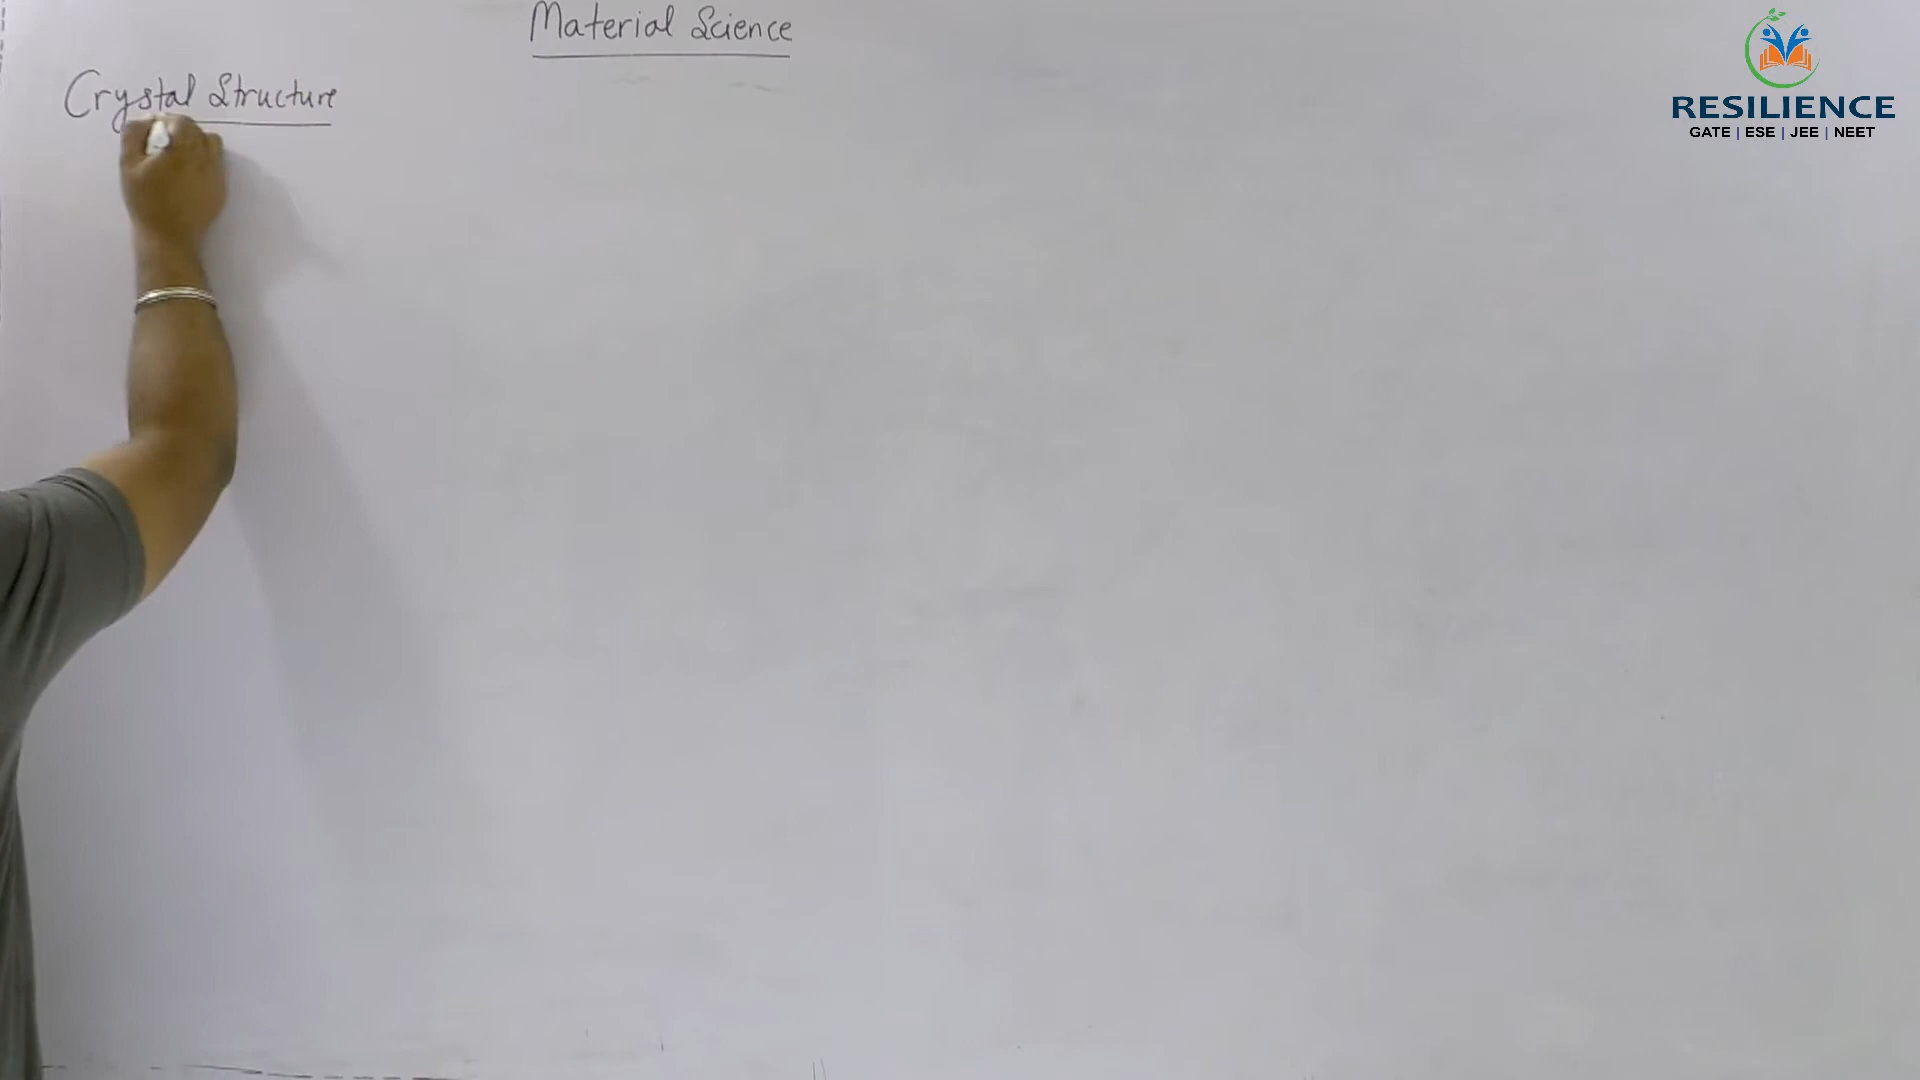 Material Science
Crystal Structure
RESILIENCE
GATE | ESE | JEE | NEET